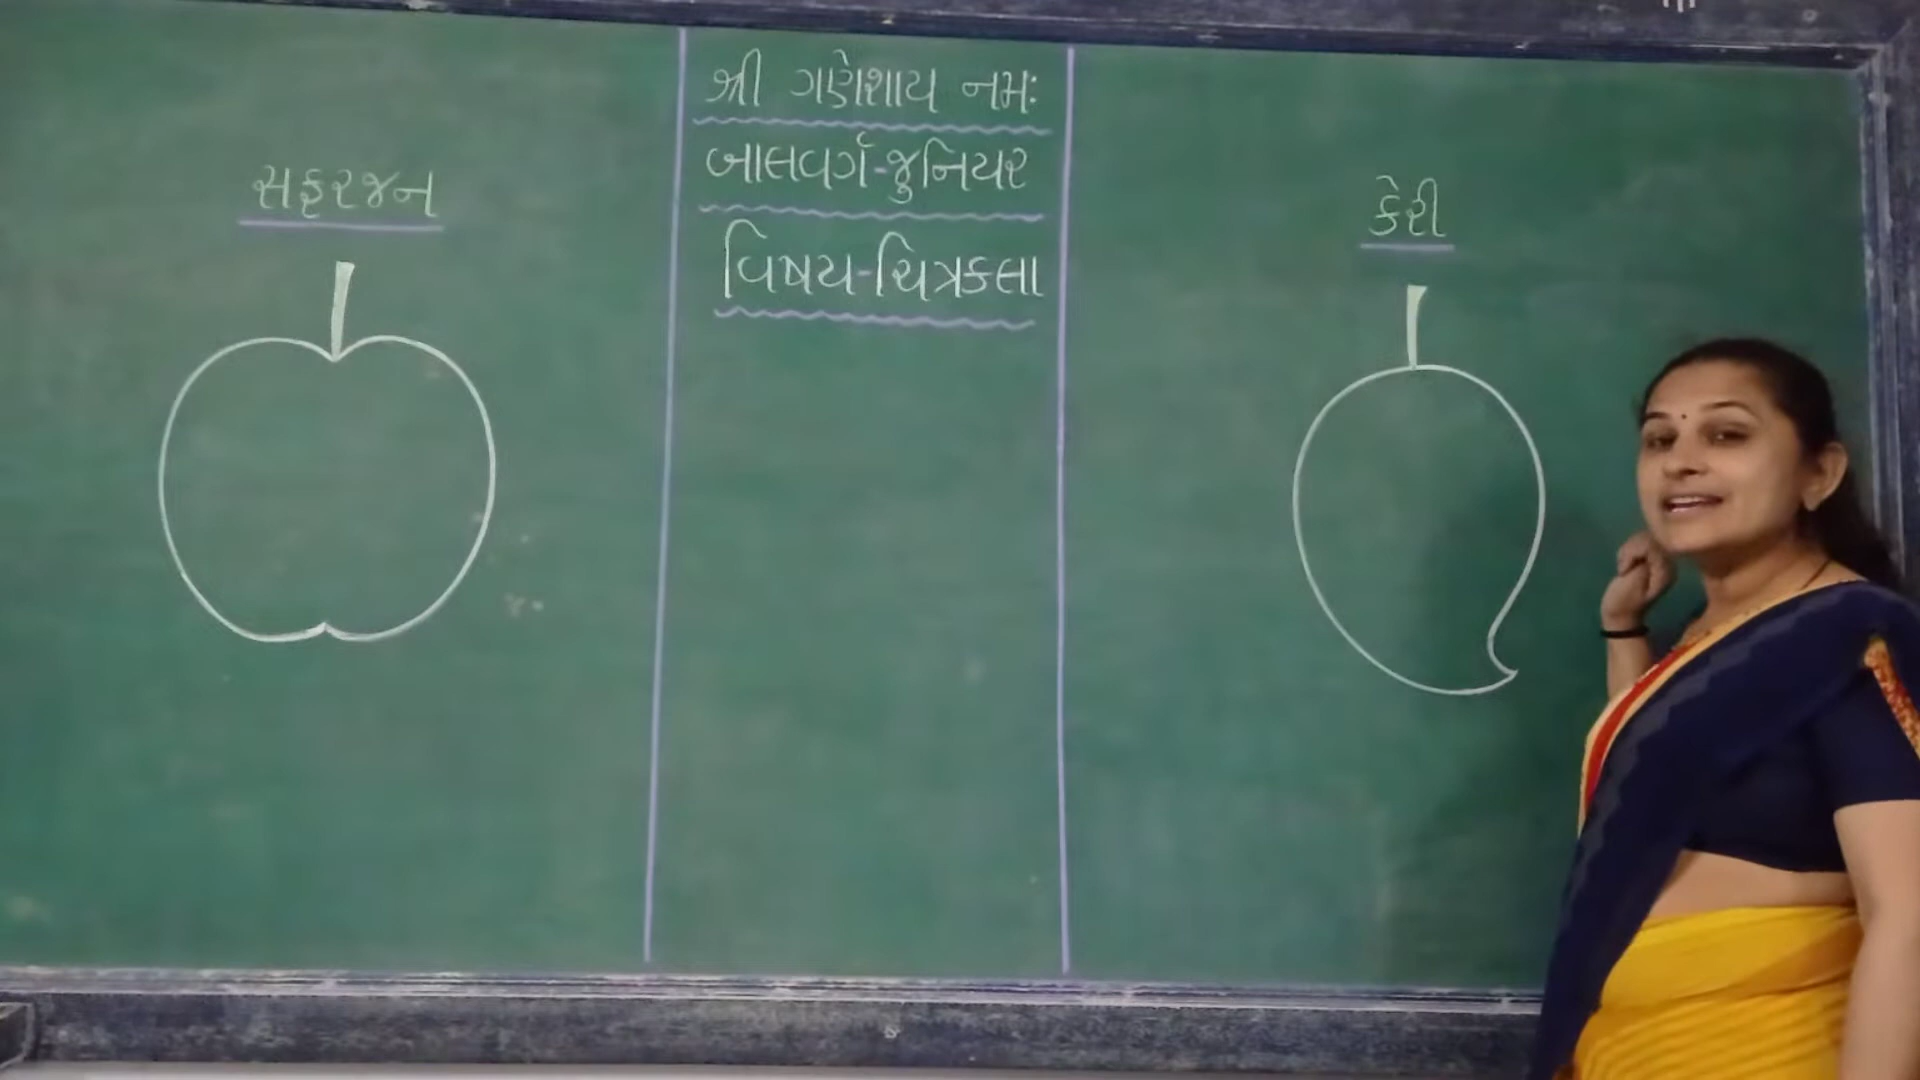 સફરજન
શ્રી ગણેશાય નમઃ
બાલવર્ગ-જુનિયર
વિષય-ચિત્રકલા
કેરી